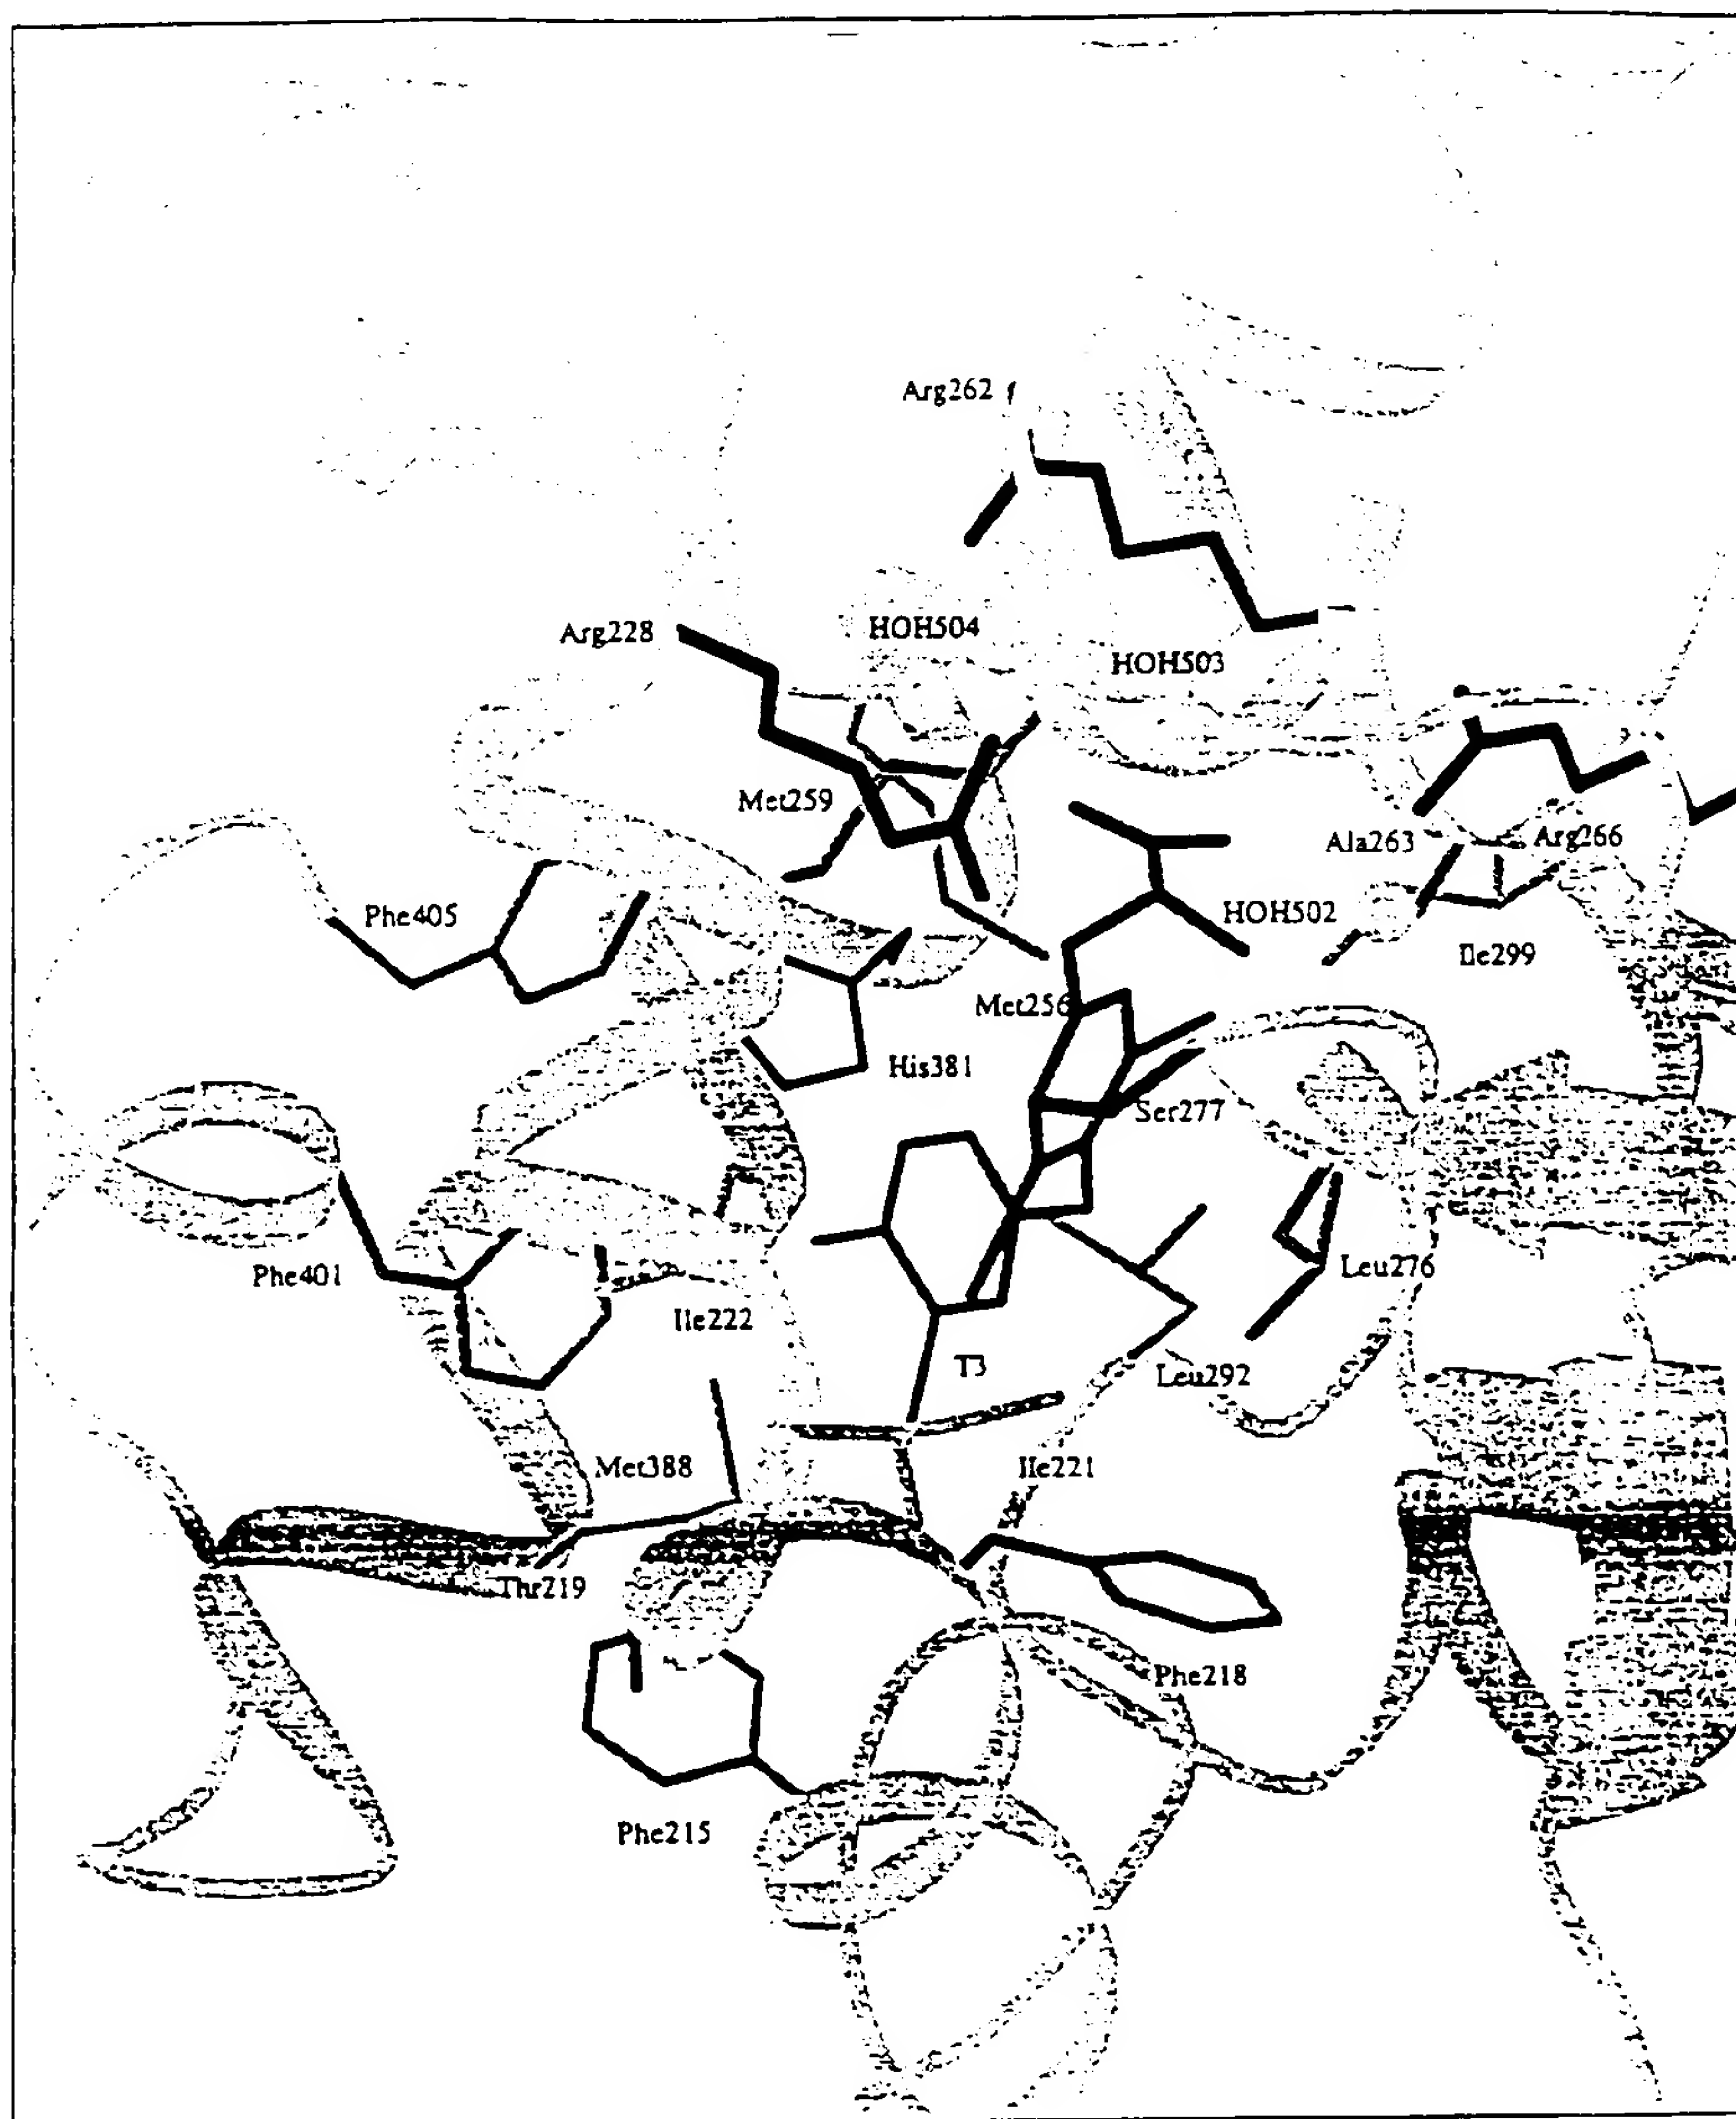 Arg262
Arg228
HOH504
HOH503
Met259
Ala263
Arg266
Phe405
HOH502
Ile299
Met256
His381
Ser277
Phe401
Leu276
Ile222
T3
Leu292
Met388
Ile221
Thr219
Phe218
Phe215